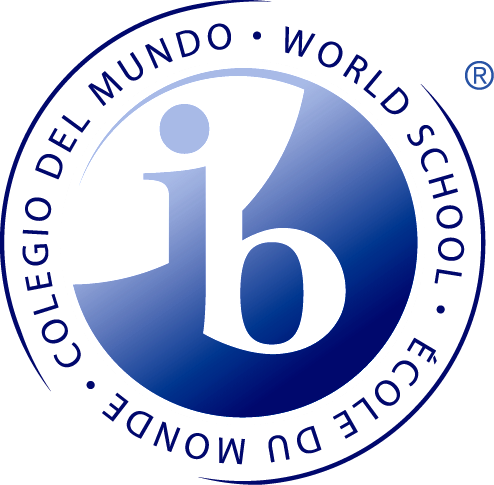 COLEGIO DEL MUNDO · WORLD SCHOOL · ÉCOLE DU MONDE ·
®
ib